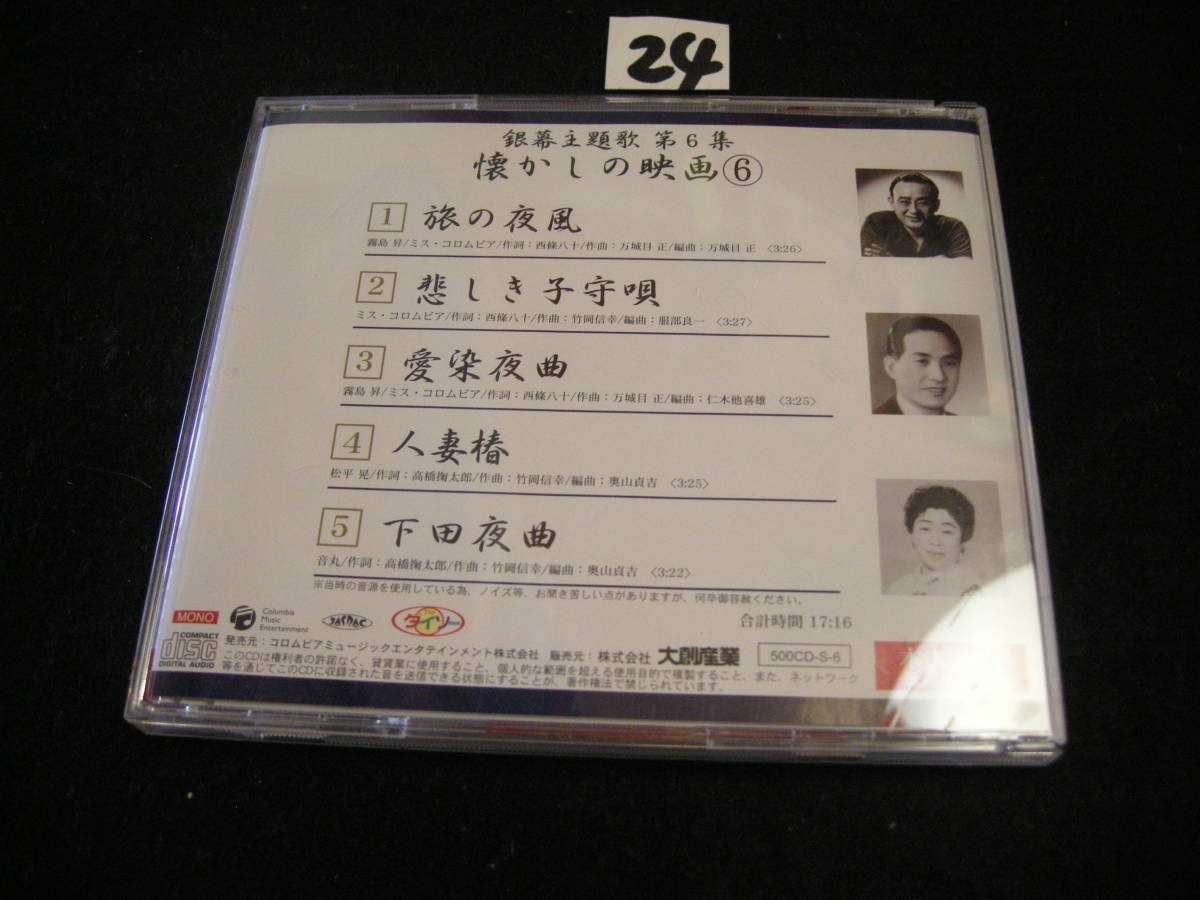 24
銀幕主題歌 第6集
懐かしの映画⑥
1 旅の夜風
霧島 昇/ミス・コロムビア/作詞：西條八十/作曲：万城目 正/編曲：万城目 正 〈3:26〉
2 悲しき子守唄
ミス・コロムビア/作詞：西條八十/作曲：竹岡信幸/編曲：服部良一 〈3:27〉
3 愛染夜曲
霧島 昇/ミス・コロムビア/作詞：西條八十/作曲：万城目 正/編曲：仁木他喜雄 〈3:25〉
4 人妻椿
松平 晃/作詞：高橋掬太郎/作曲：竹岡信幸/編曲：奥山貞吉 〈3:25〉
5 下田夜曲
音丸/作詞：高橋掬太郎/作曲：竹岡信幸/編曲：奥山貞吉 〈3:22〉
※当時の音源を使用している為、ノイズ等、お聞き苦しい点がありますが、何卒御容赦ください。
合計時間 17:16
MONO
Columbia
Music
Entertainment
JASRAC
The
ダイソー
COMPACT
disc
DIGITAL AUDIO
発売元：コロムビアミュージックエンタテインメント株式会社 販売元：株式会社 大創産業 500CD-S-6
このCDは権利者の許諾なく、賃貸業に使用すること、個人的な範囲を超える使用目的で複製すること、また、ネットワーク
等を通じてこのCDに収録された音を送信できる状態にすることが、著作権法で禁じられています。